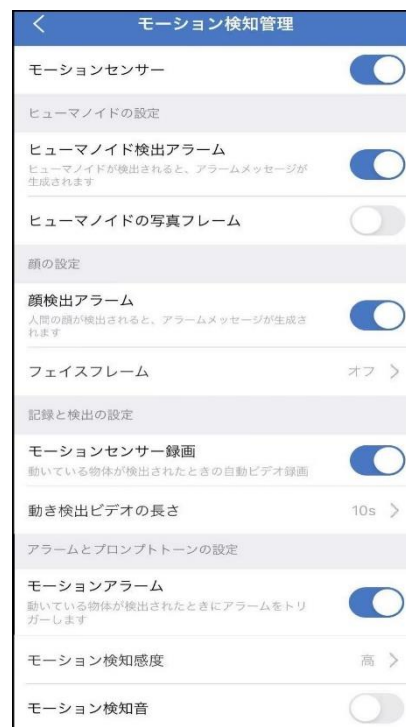 モーション検知管理
モーションセンサー
ヒューマノイドの設定
ヒューマノイド検出アラーム
ヒューマノイドが検出されると、アラームメッセージが
生成されます
ヒューマノイドの写真フレーム
顔の設定
顔検出アラーム
人間の顔が検出されると、アラームメッセージが生成さ
れます
フェイスフレーム オフ
記録と検出の設定
モーションセンサー録画
動いている物体が検出されたときの自動ビデオ録画
動き検出ビデオの長さ 10s
アラームとプロンプトトーンの設定
モーションアラーム
動いている物体が検出されたときにアラームをトリ
ガーします
モーション検知感度 高
モーション検知音